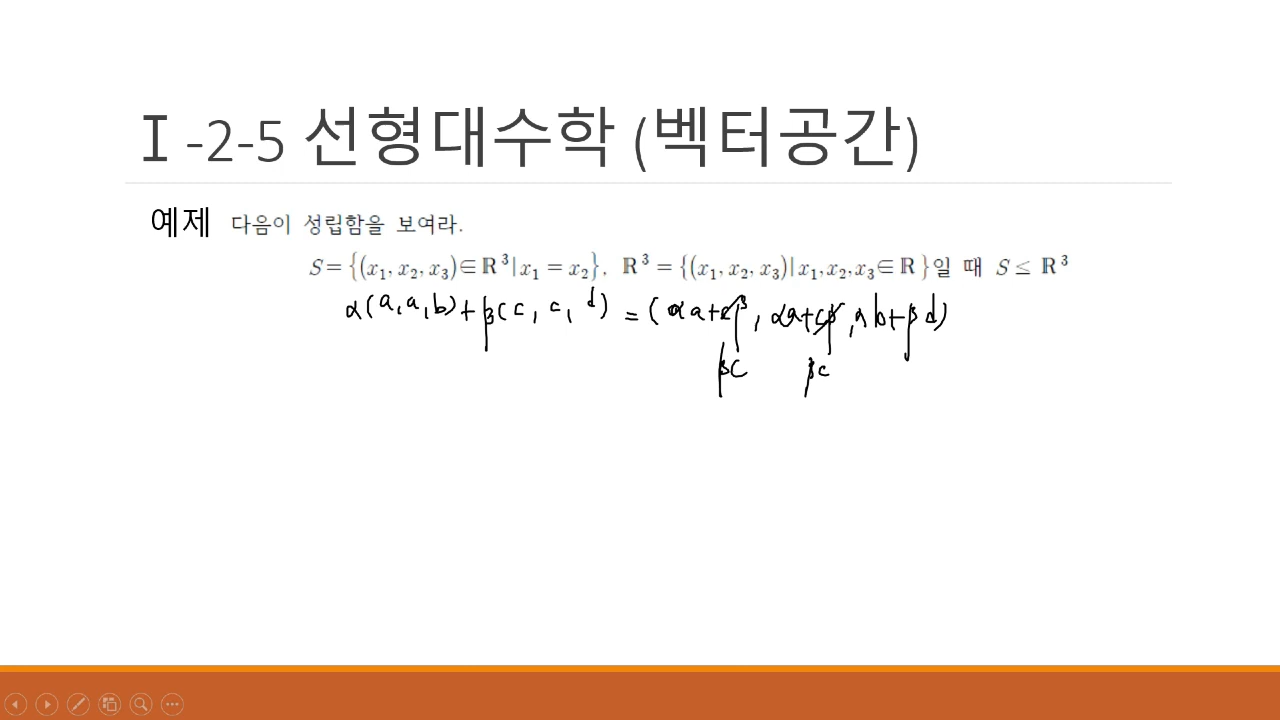 Ⅰ-2-5 선형대수학 (벡터공간)
예제 다음이 성립함을 보여라.
S = {(x₁, x₂, x₃)∈ℝ³|x₁ = x₂}, ℝ³ = {(x₁, x₂, x₃)|x₁,x₂,x₃∈ℝ}일 때 S ≤ ℝ³
α(a,a,b)+β(c,c,d) = (αa+cβ, αa+cβ, αb+βd)
βc βc